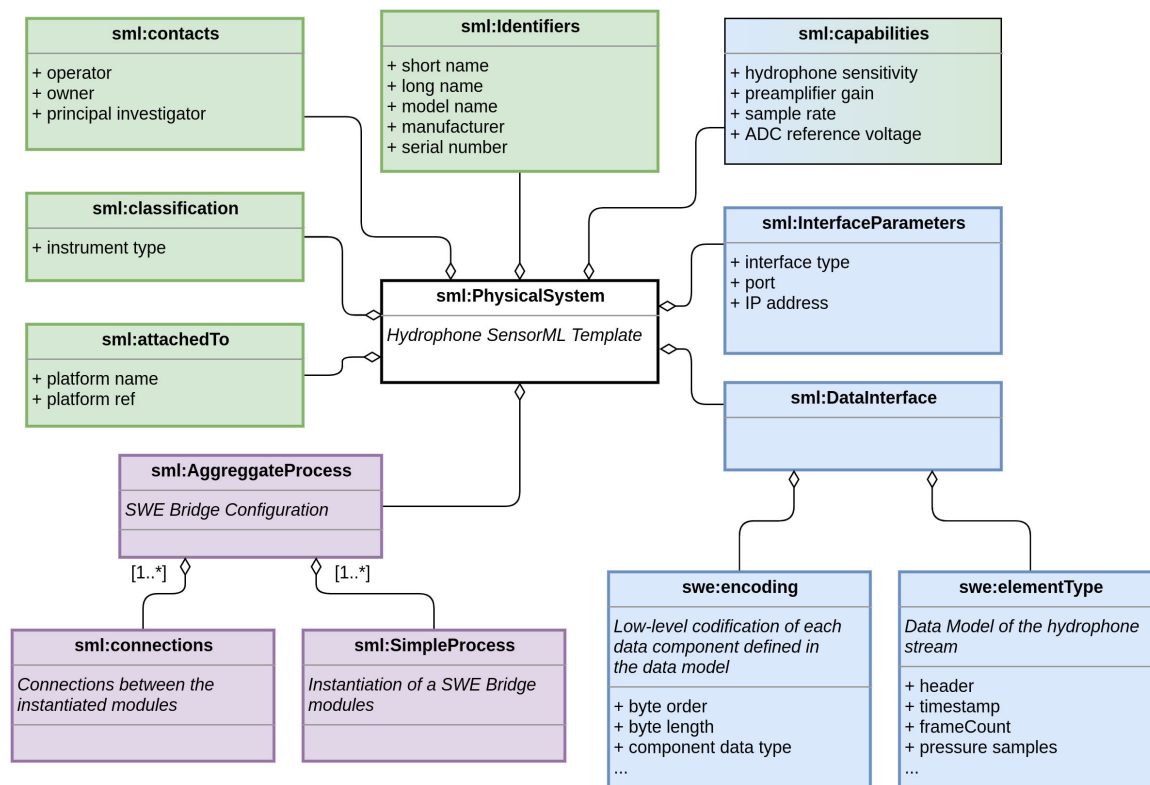 sml:contacts
+ operator
+ owner
+ principal investigator
sml:Identifiers
+ short name
+ long name
+ model name
+ manufacturer
+ serial number
sml:capabilities
+ hydrophone sensitivity
+ preamplifier gain
+ sample rate
+ ADC reference voltage
sml:classification
+ instrument type
sml:InterfaceParameters
+ interface type
+ port
+ IP address
sml:PhysicalSystem
Hydrophone SensorML Template
sml:attachedTo
+ platform name
+ platform ref
sml:DataInterface
sml:AggreggateProcess
SWE Bridge Configuration
[1..*]
[1..*]
sml:connections
Connections between the
instantiated modules
sml:SimpleProcess
Instantiation of a SWE Bridge
modules
swe:encoding
Low-level codification of each
data component defined in
the data model
+ byte order
+ byte length
+ component data type
...
swe:elementType
Data Model of the hydrophone
stream
+ header
+ timestamp
+ frameCount
+ pressure samples
...